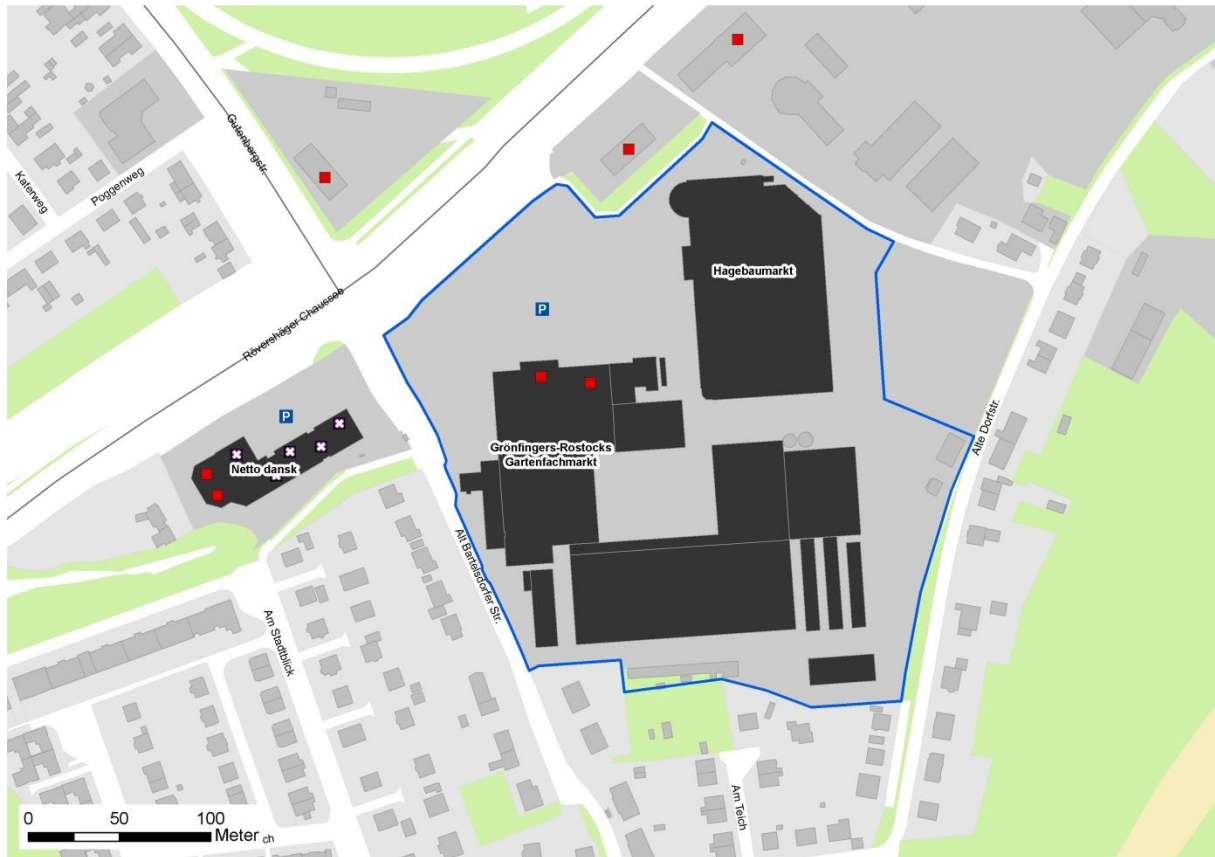 Gutenbergstr.
Katerweg
Poggenweg
Rövershäger Chaussee
P
Hagebaumarkt
P
Netto dansk
Grönfingers-Rostocks
Gartenfachmarkt
Alte Dorfstr.
Alt Bartelsdorfer Str.
Am Stadtblick
Am Teich
0 50 100
Meter ch